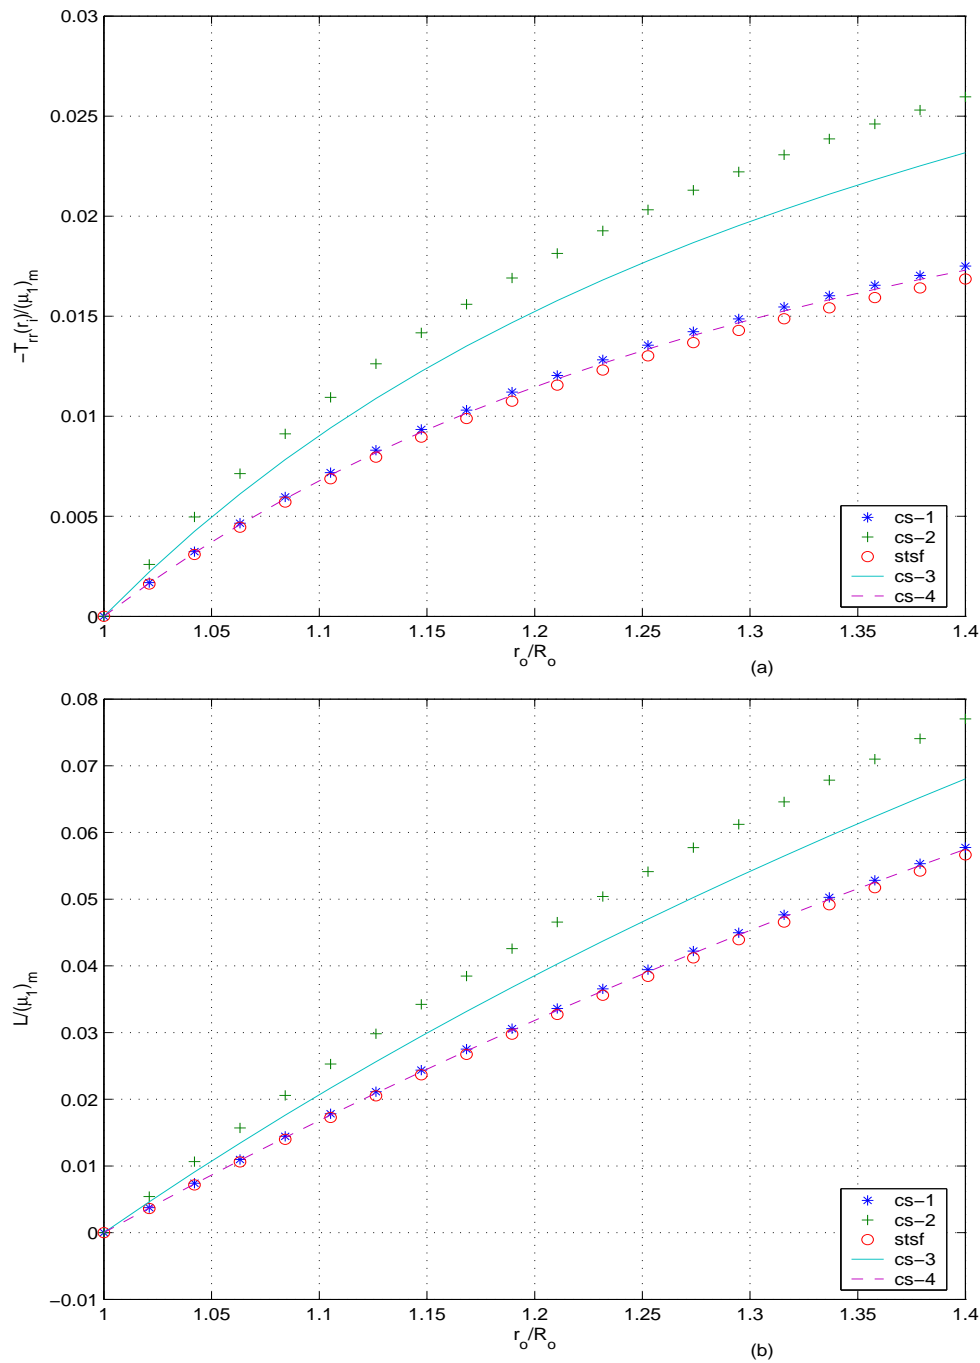 0.03
0.025
0.02
0.015
0.01
0.005
0
−T_rr(r_i)/(μ_1)_m
1 1.05 1.1 1.15 1.2 1.25 1.3 1.35 1.4
r_o/R_o
(a)
cs−1
cs−2
stsf
cs−3
cs−4
0.08
0.07
0.06
0.05
0.04
0.03
0.02
0.01
0
−0.01
L/(μ_1)_m
1 1.05 1.1 1.15 1.2 1.25 1.3 1.35 1.4
r_o/R_o
(b)
cs−1
cs−2
stsf
cs−3
cs−4